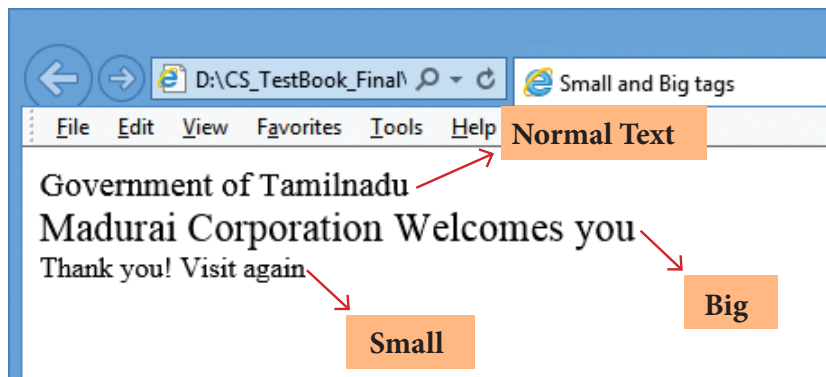 D:\CS_TestBook_Final\
Small and Big tags
File Edit View Favorites Tools Help
Normal Text
Government of Tamilnadu
Madurai Corporation Welcomes you
Thank you! Visit again
Big
Small